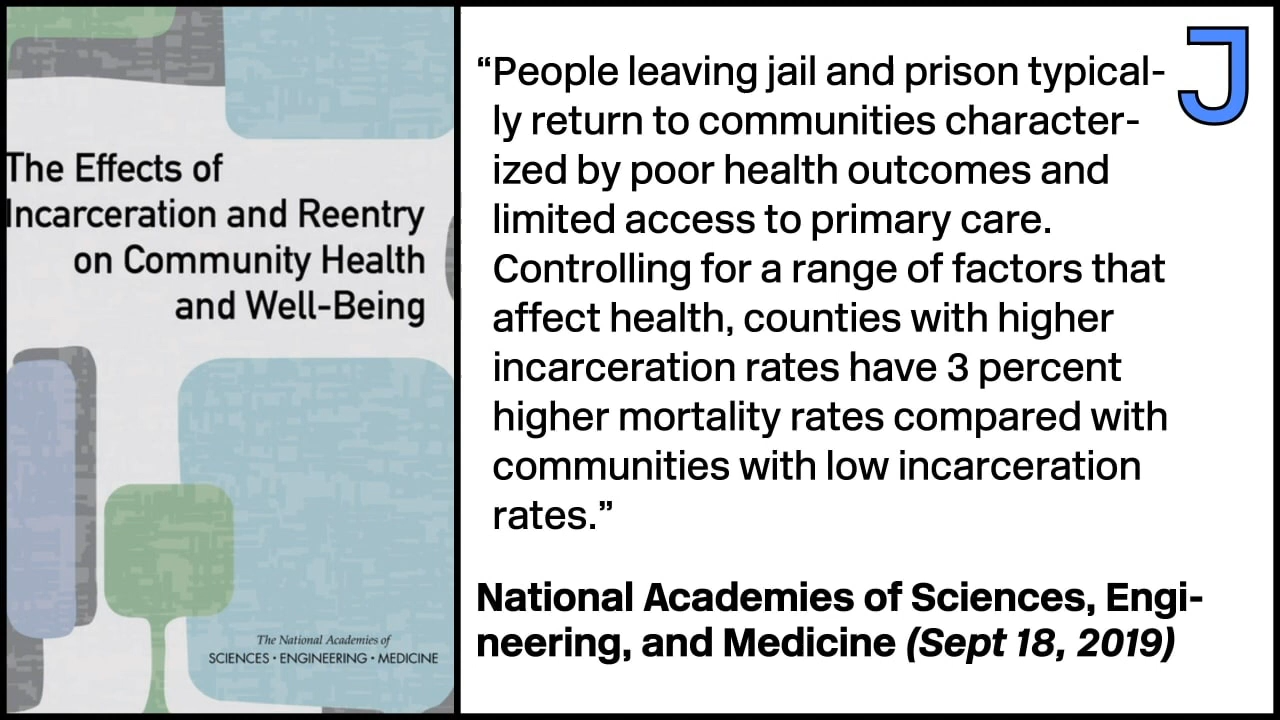 The Effects of
Incarceration and Reentry
on Community Health
and Well-Being
The National Academies of
SCIENCES • ENGINEERING • MEDICINE
J
“People leaving jail and prison typical-
ly return to communities character-
ized by poor health outcomes and
limited access to primary care.
Controlling for a range of factors that
affect health, counties with higher
incarceration rates have 3 percent
higher mortality rates compared with
communities with low incarceration
rates.”
National Academies of Sciences, Engi-
neering, and Medicine (Sept 18, 2019)